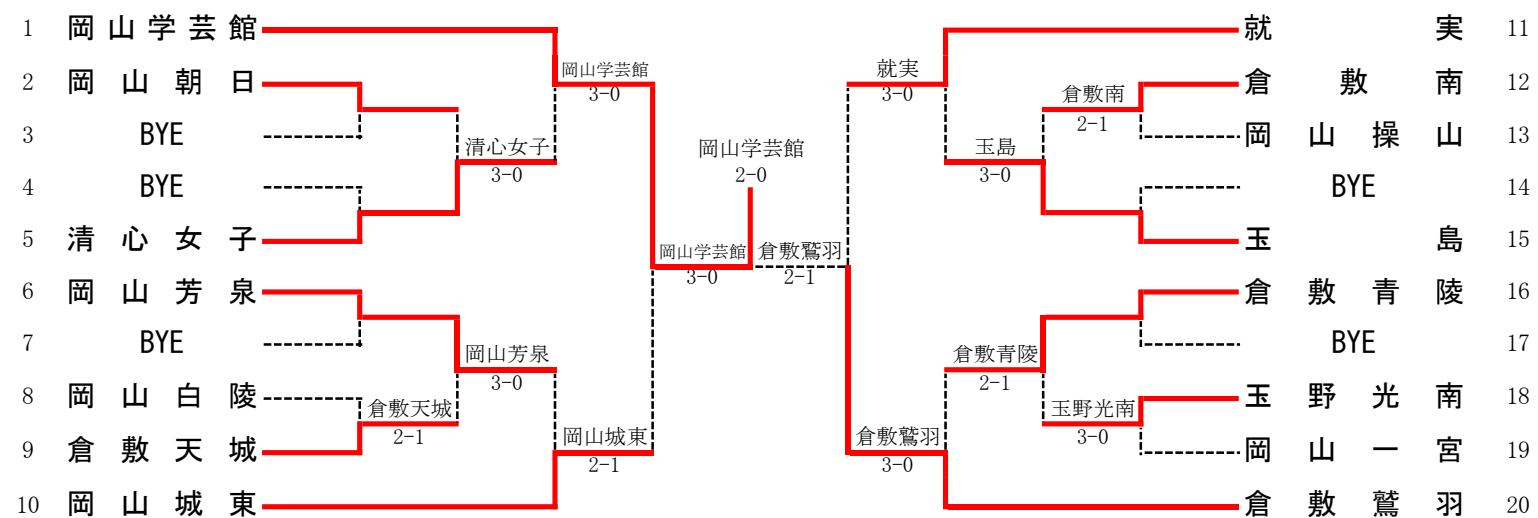 1 岡山学芸館
2 岡山朝日
3 BYE
4 BYE
5 清心女子
6 岡山芳泉
7 BYE
8 岡山白陵
9 倉敷天城
10 岡山城東
倉敷天城
2-1
清心女子
3-0
岡山芳泉
3-0
岡山学芸館
3-0
岡山城東
2-1
岡山学芸館
3-0
岡山学芸館
2-0
倉敷鷲羽
2-1
就実
3-0
倉敷鷲羽
3-0
玉島
3-0
倉敷青陵
2-1
倉敷南
2-1
玉野光南
3-0
就実 11
倉敷南 12
岡山操山 13
BYE 14
玉島 15
倉敷青陵 16
BYE 17
玉野光南 18
岡山一宮 19
倉敷鷲羽 20